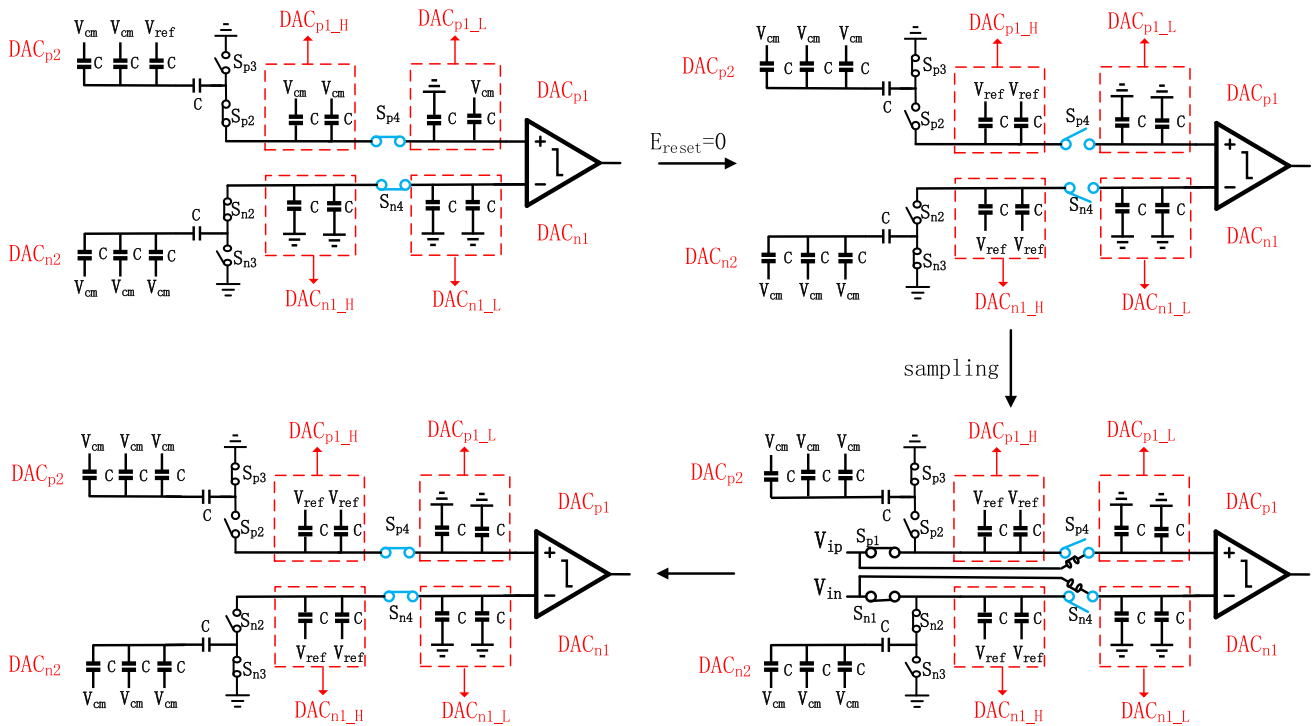 DACp1_H DACp1_L
Vcm Vcm Vref
DACp2
C C C
Sp3
Vcm Vcm
Vcm
DACp1
C
Sp2
C C
Sp4
C C
+
−
C
Sn2
C C
Sn4
C C
DACn1
DACn2
C C C
Sn3
Vcm Vcm Vcm
DACn1_H DACn1_L
Ereset=0
DACp1_H DACp1_L
Vcm Vcm Vcm
DACp2
C C C
Sp3
Vref Vref
DACp1
C
Sp2
C C
Sp4
C C
+
−
C
Sn2
C C
Sn4
C C
DACn1
DACn2
C C C
Sn3
Vref Vref
Vcm Vcm Vcm
DACn1_H DACn1_L
sampling
DACp1_H DACp1_L
Vcm Vcm Vcm
DACp2
C C C
Sp3
Vref Vref
DACp1
C
Sp2
C C
Sp4
C C
+
−
C
Sn2
C C
Sn4
C C
DACn1
DACn2
C C C
Sn3
Vref Vref
Vcm Vcm Vcm
DACn1_H DACn1_L
DACp1_H DACp1_L
Vcm Vcm Vcm
DACp2
C C C
Sp3
Vref Vref
DACp1
C
Sp2
C C
Sp4
C C
Vip
Sp1
+
Vin
Sn1
−
C
Sn2
C C
Sn4
C C
DACn1
DACn2
C C C
Sn3
Vref Vref
Vcm Vcm Vcm
DACn1_H DACn1_L